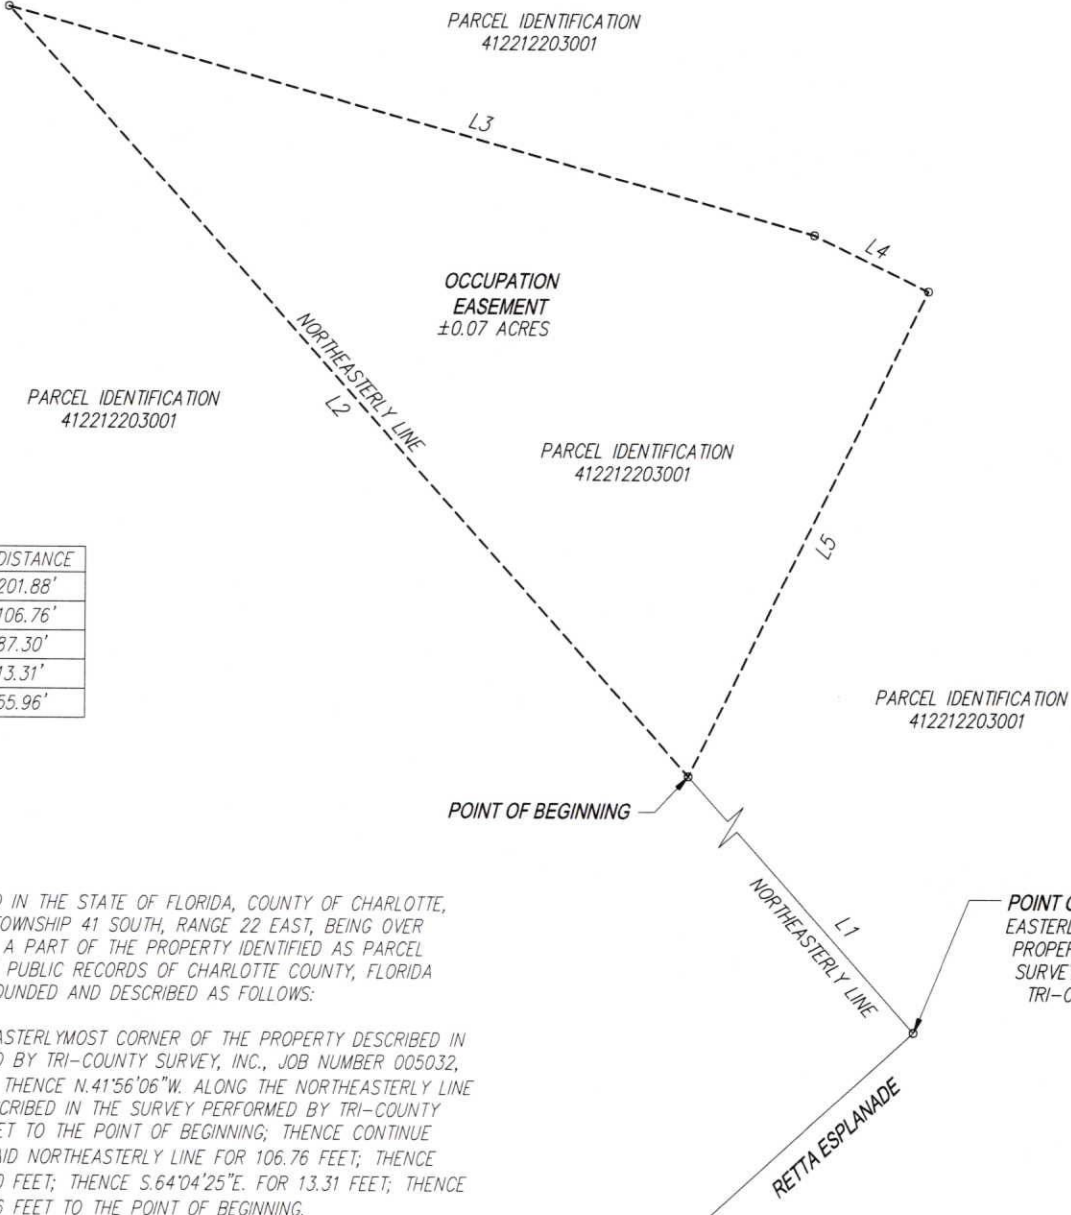 PARCEL IDENTIFICATION
412212203001
L3
L4
OCCUPATION
EASEMENT
±0.07 ACRES
NORTHEASTERLY LINE
L2
PARCEL IDENTIFICATION
412212203001
PARCEL IDENTIFICATION
412212203001
L5
DISTANCE
201.88'
106.76'
87.30'
13.31'
55.96'
PARCEL IDENTIFICATION
412212203001
POINT OF BEGINNING
L1
NORTHEASTERLY LINE
POINT
PROPER
SURVE
TRI-C
RETTA ESPLANADE
IN THE STATE OF FLORIDA, COUNTY OF CHARLOTTE,
TOWNSHIP 41 SOUTH, RANGE 22 EAST, BEING OVER
A PART OF THE PROPERTY IDENTIFIED AS PARCEL
PUBLIC RECORDS OF CHARLOTTE COUNTY, FLORIDA
OUNDED AND DESCRIBED AS FOLLOWS:
ASTERLYMOST CORNER OF THE PROPERTY DESCRIBED IN
BY TRI-COUNTY SURVEY, INC., JOB NUMBER 005032,
THENCE N.41°56'06"W. ALONG THE NORTHEASTERLY LINE
CRIBED IN THE SURVEY PERFORMED BY TRI-COUNTY
ET TO THE POINT OF BEGINNING; THENCE CONTINUE
AID NORTHEASTERLY LINE FOR 106.76 FEET; THENCE
0 FEET; THENCE S.64°04'25"E. FOR 13.31 FEET; THENCE
6 FEET TO THE POINT OF BEGINNING.